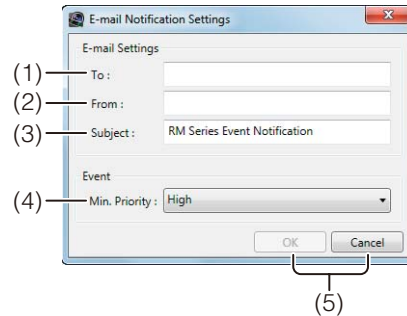 E-mail Notification Settings
E-mail Settings
(1) To :
(2) From :
(3) Subject : RM Series Event Notification
Event
(4) Min. Priority : High
OK Cancel
(5)